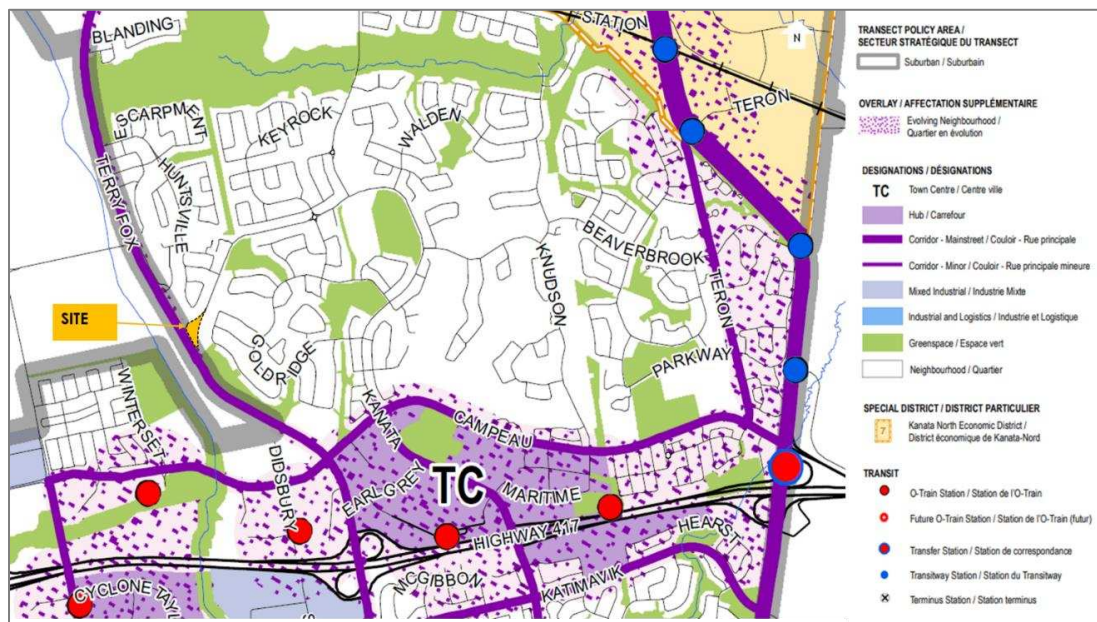 BLANDING
STATION
N
TERON
ESCARPMENT
KEYROCK
WALDEN
HUNTSVILLE
TERRY FOX
BEAVERBROOK
KNUDSON
TERON
SITE
GOLDRIDGE
PARKWAY
WINTERSET
KANATA
CAMPEAU
DIDSBURY
EARL GREY
TC
MARITIME
HIGHWAY 417
HEARST
MCGIBBON
KATIMAVIK
CYCLONE TAYL
S
TRANSECT POLICY AREA /
SECTEUR STRATÉGIQUE DU TRANSECT
Suburban / Suburbain
OVERLAY / AFFECTATION SUPPLÉMENTAIRE
Evolving Neighbourhood /
Quartier en évolution
DESIGNATIONS / DÉSIGNATIONS
TC Town Centre / Centre ville
Hub / Carrefour
Corridor - Mainstreet / Couloir - Rue principale
Corridor - Minor / Couloir - Rue principale mineure
Mixed Industrial / Industrie Mixte
Industrial and Logistics / Industrie et Logistique
Greenspace / Espace vert
Neighbourhood / Quartier
SPECIAL DISTRICT / DISTRICT PARTICULIER
7 Kanata North Economic District /
District économique de Kanata-Nord
TRANSIT
O-Train Station / Station de l'O-Train
Future O-Train Station / Station de l'O-Train (futur)
Transfer Station / Station de correspondance
Transitway Station / Station du Transitway
Terminus Station / Station terminus